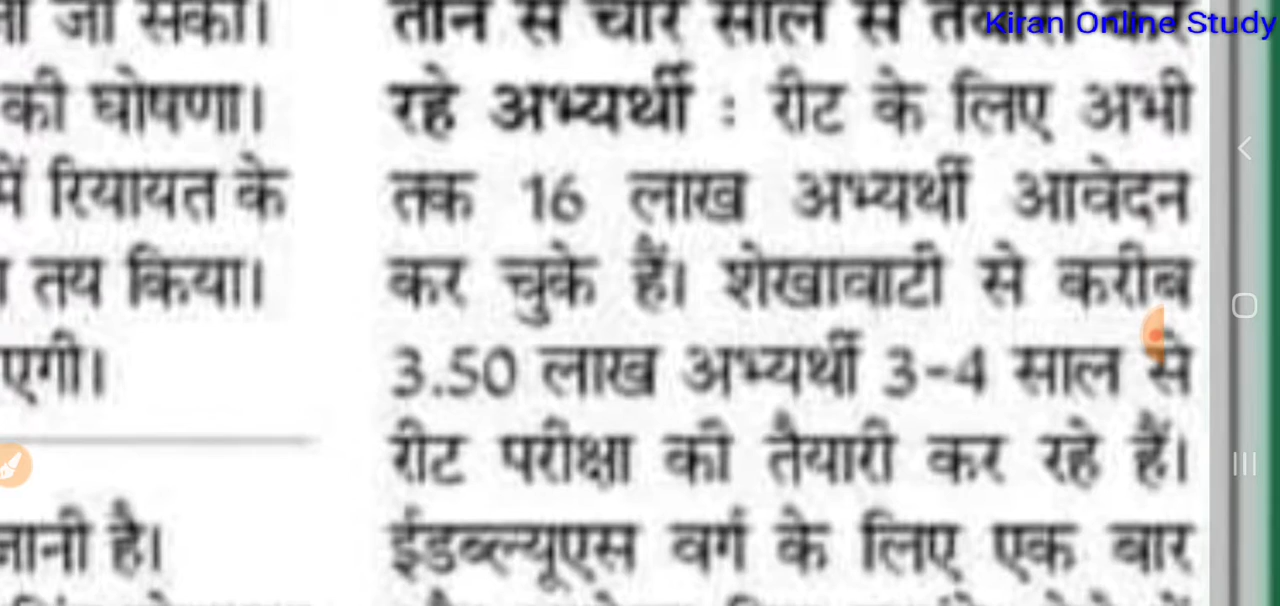 Kiran Online Study
जा सका।
की घोषणा।
में रियायत के
तय किया।
एगी।
जानी है।
तीन से चार साल से तैयारी कर
रहे अभ्यर्थी : रीट के लिए अभी
तक 16 लाख अभ्यर्थी आवेदन
कर चुके हैं। शेखावाटी से करीब
3.50 लाख अभ्यर्थी 3-4 साल से
रीट परीक्षा की तैयारी कर रहे हैं।
ईडब्ल्यूएस वर्ग के लिए एक बार